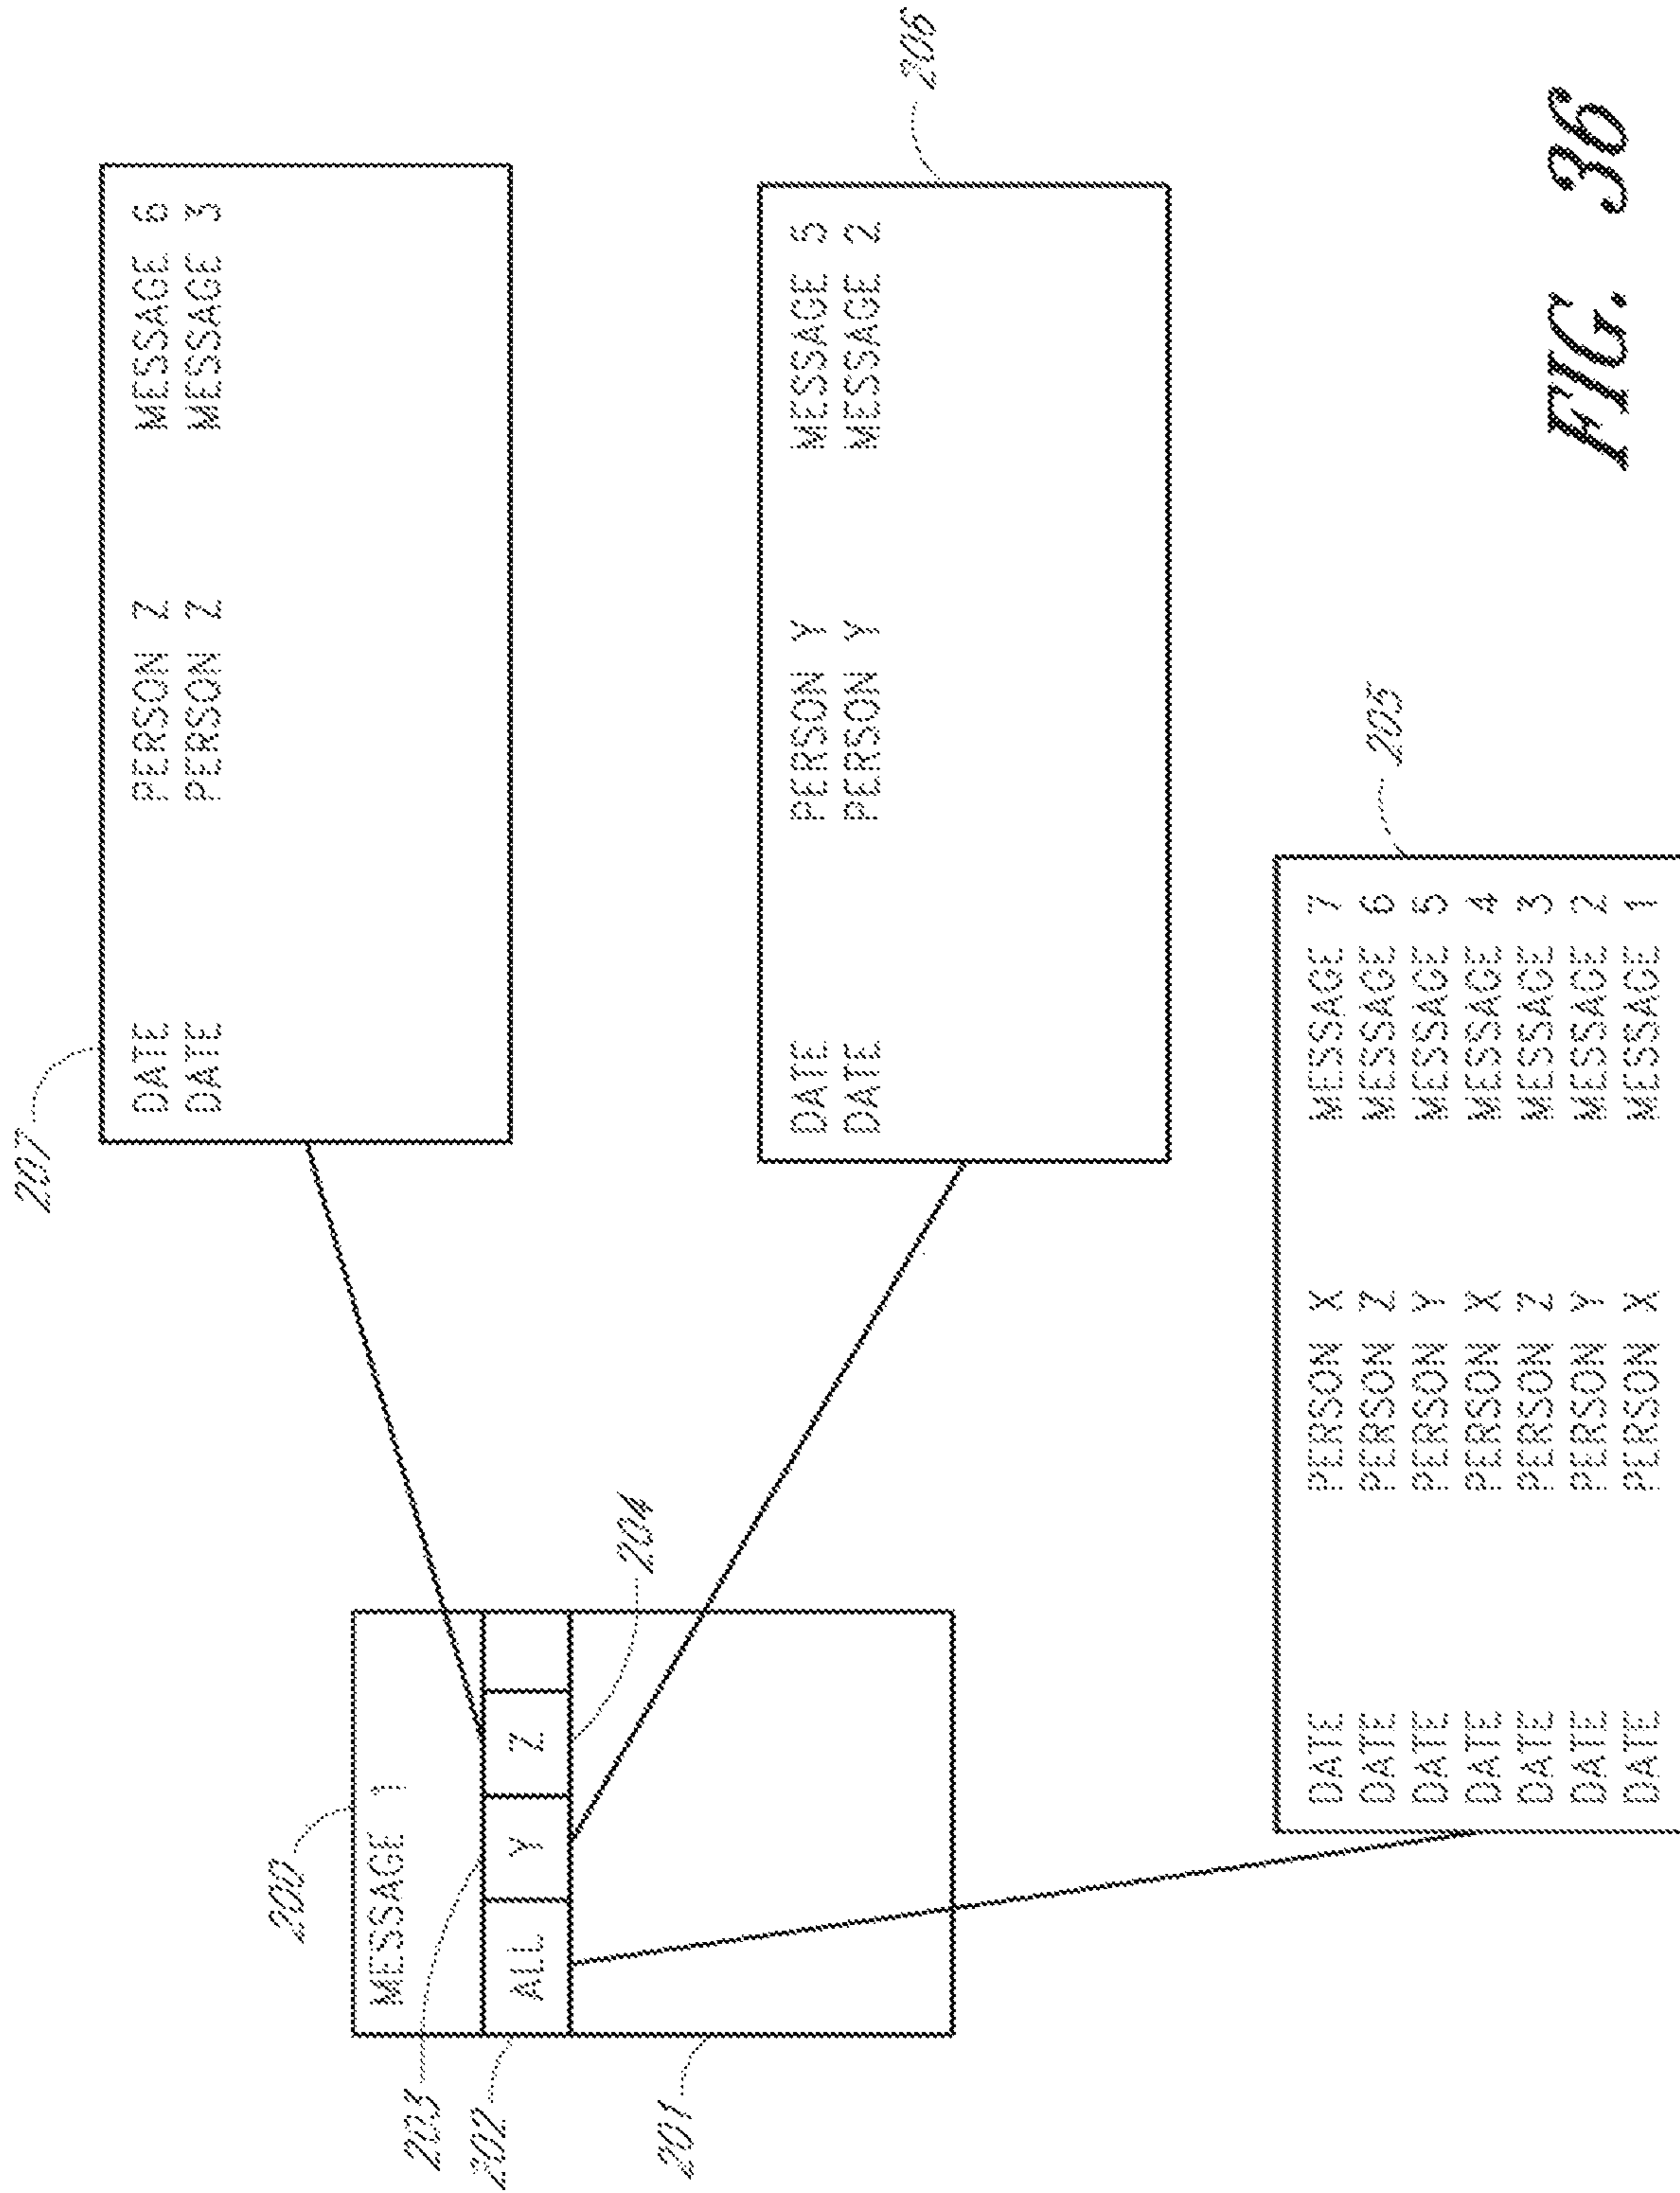 207
DATE PERSON Z MESSAGE 6
DATE PERSON Z MESSAGE 3
200
MESSAGE 1
203
202
ALL Y Z
204
201
206
DATE PERSON Y MESSAGE 5
DATE PERSON Y MESSAGE 2
205
DATE PERSON X MESSAGE 7
DATE PERSON Z MESSAGE 6
DATE PERSON Y MESSAGE 5
DATE PERSON X MESSAGE 4
DATE PERSON Z MESSAGE 3
DATE PERSON Y MESSAGE 2
DATE PERSON X MESSAGE 1
FIG. 36